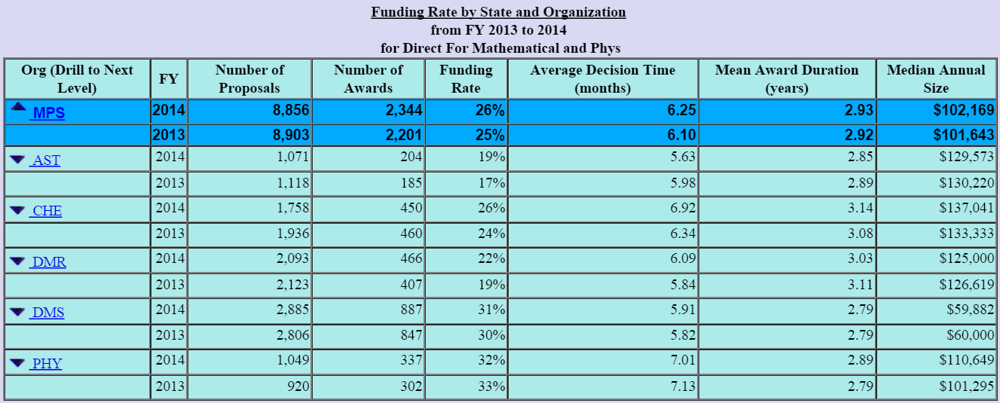 Funding Rate by State and Organization
from FY 2013 to 2014
for Direct For Mathematical and Phys
Org (Drill to Next Level) FY Number of Proposals Number of Awards Funding Rate Average Decision Time (months) Mean Award Duration (years) Median Annual Size
MPS 2014 8,856 2,344 26% 6.25 2.93 $102,169
2013 8,903 2,201 25% 6.10 2.92 $101,643
AST 2014 1,071 204 19% 5.63 2.85 $129,573
2013 1,118 185 17% 5.98 2.89 $130,220
CHE 2014 1,758 450 26% 6.92 3.14 $137,041
2013 1,936 460 24% 6.34 3.08 $133,333
DMR 2014 2,093 466 22% 6.09 3.03 $125,000
2013 2,123 407 19% 5.84 3.11 $126,619
DMS 2014 2,885 887 31% 5.91 2.79 $59,882
2013 2,806 847 30% 5.82 2.79 $60,000
PHY 2014 1,049 337 32% 7.01 2.89 $110,649
2013 920 302 33% 7.13 2.79 $101,295